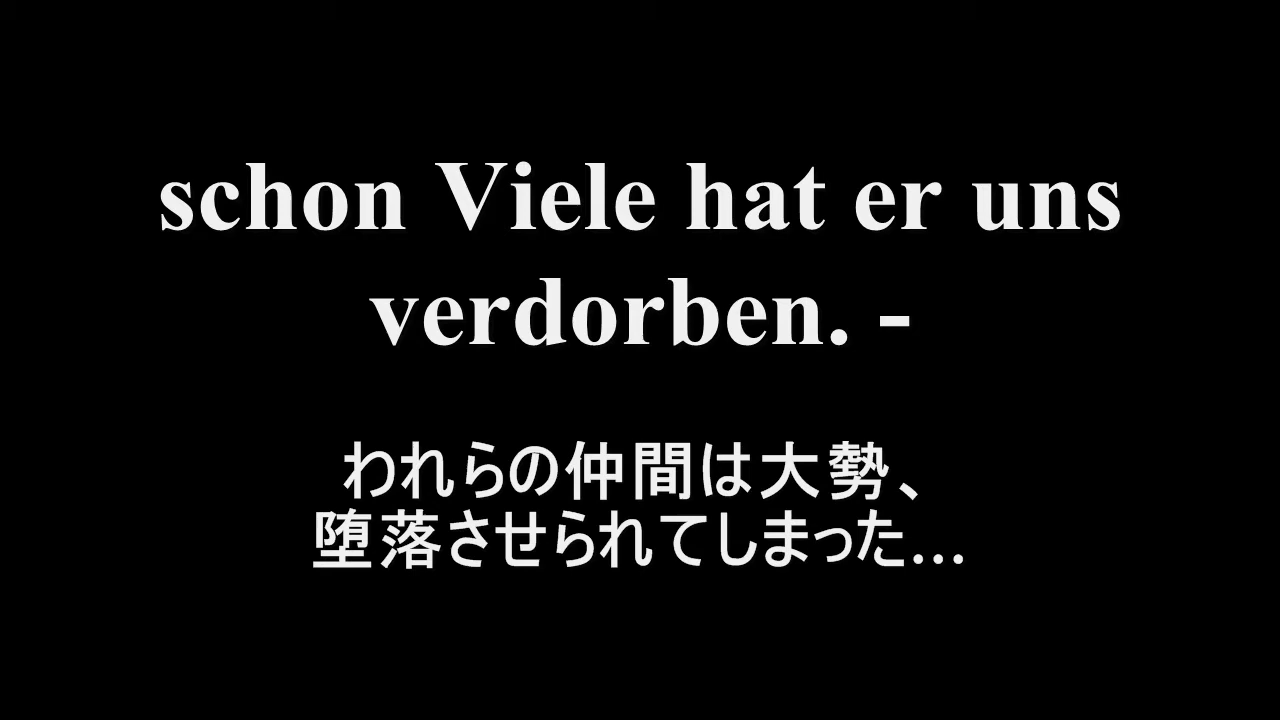 schon Viele hat er uns
verdorben. -
われらの仲間は大勢、
堕落させられてしまった...